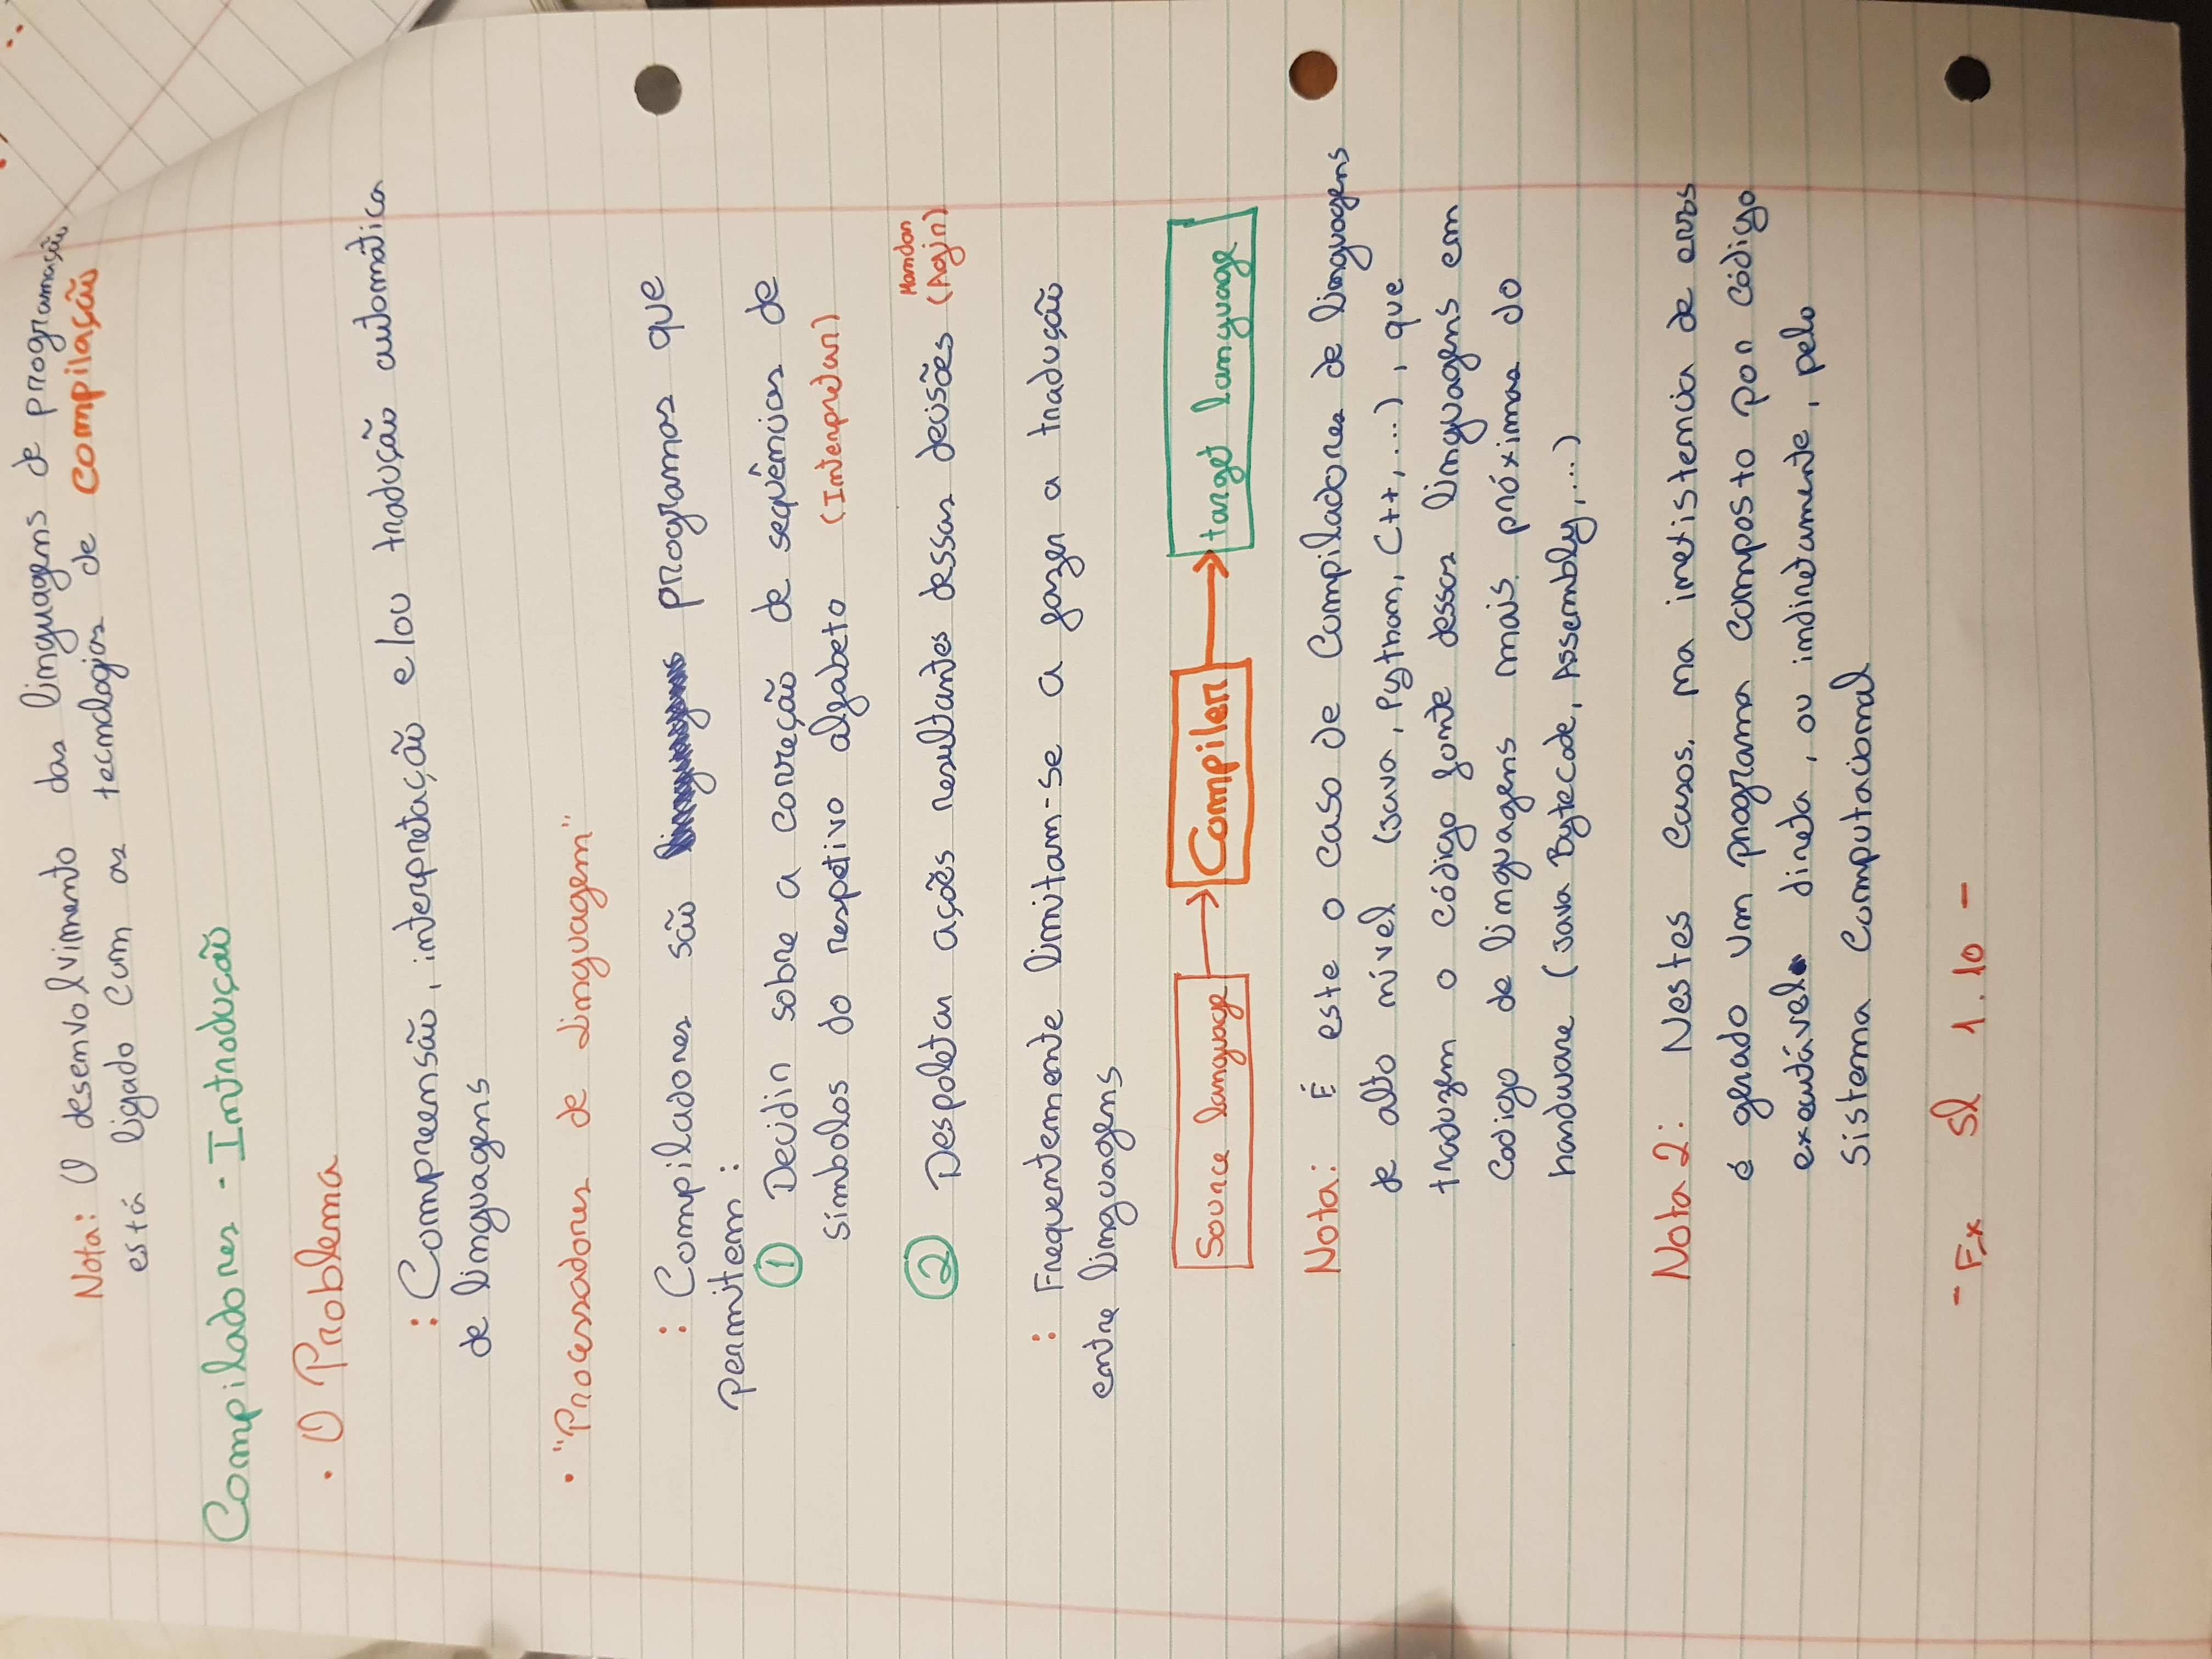 Nota: O desenvolvimento das linguagens de programação
está ligado com as tecnologias de compilação
Compiladores - Introdução
· O Problema
: Compreensão, interpretação e/ou tradução automática
de linguagens
· "Processadores de Linguagem"
: Compiladores são programas que
permitem :
1 Decidir sobre a correção de sequências de
símbolos do respetivo alfabeto (Interpretar)
Mandar
2 Despoletar ações resultantes dessas decisões (Agir)
: Frequentemente limitam-se a fazer a tradução
entre linguagens
Source language Compiler target language
Nota: É este o caso de Compiladores de linguagens
de alto nível (Java, Python, C++, ...), que
traduzem o código fonte dessas linguagens em
Codigo de linguagens mais próximas do
hardware (Java Bytecode, Assembly, ...)
Nota 2: Nestes casos, na inexistencia de erros
é gerado um programa composto por código
executável direta, ou indiretamente, pelo
sistema Computacional
- Ex sl 1.10 -